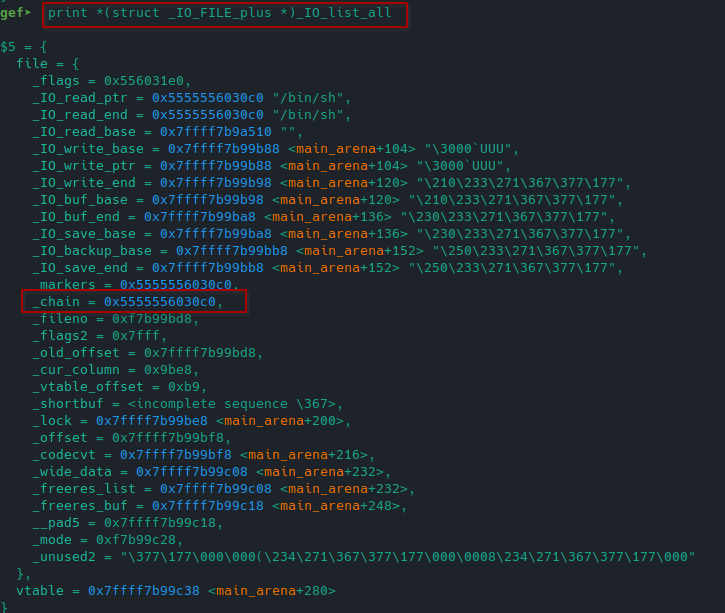 gef➤ print *(struct _IO_FILE_plus *)_IO_list_all
$5 = {
file = {
_flags = 0x556031e0,
_IO_read_ptr = 0x5555556030c0 "/bin/sh",
_IO_read_end = 0x5555556030c0 "/bin/sh",
_IO_read_base = 0x7ffff7b9a510 "",
_IO_write_base = 0x7ffff7b99b88 <main_arena+104> "\3000`UUU",
_IO_write_ptr = 0x7ffff7b99b88 <main_arena+104> "\3000`UUU",
_IO_write_end = 0x7ffff7b99b98 <main_arena+120> "\210\233\271\367\377\177",
_IO_buf_base = 0x7ffff7b99b98 <main_arena+120> "\210\233\271\367\377\177",
_IO_buf_end = 0x7ffff7b99ba8 <main_arena+136> "\230\233\271\367\377\177",
_IO_save_base = 0x7ffff7b99ba8 <main_arena+136> "\230\233\271\367\377\177",
_IO_backup_base = 0x7ffff7b99bb8 <main_arena+152> "\250\233\271\367\377\177",
_IO_save_end = 0x7ffff7b99bb8 <main_arena+152> "\250\233\271\367\377\177",
_markers = 0x5555556030c0,
_chain = 0x5555556030c0,
_fileno = 0xf7b99bd8,
_flags2 = 0x7fff,
_old_offset = 0x7ffff7b99bd8,
_cur_column = 0x9be8,
_vtable_offset = 0xb9,
_shortbuf = <incomplete sequence \367>,
_lock = 0x7ffff7b99be8 <main_arena+200>,
_offset = 0x7ffff7b99bf8,
_codecvt = 0x7ffff7b99bf8 <main_arena+216>,
_wide_data = 0x7ffff7b99c08 <main_arena+232>,
_freeres_list = 0x7ffff7b99c08 <main_arena+232>,
_freeres_buf = 0x7ffff7b99c18 <main_arena+248>,
__pad5 = 0x7ffff7b99c18,
_mode = 0xf7b99c28,
_unused2 = "\377\177\000\000(\234\271\367\377\177\000\0008\234\271\367\377\177\000"
},
vtable = 0x7ffff7b99c38 <main_arena+280>
}